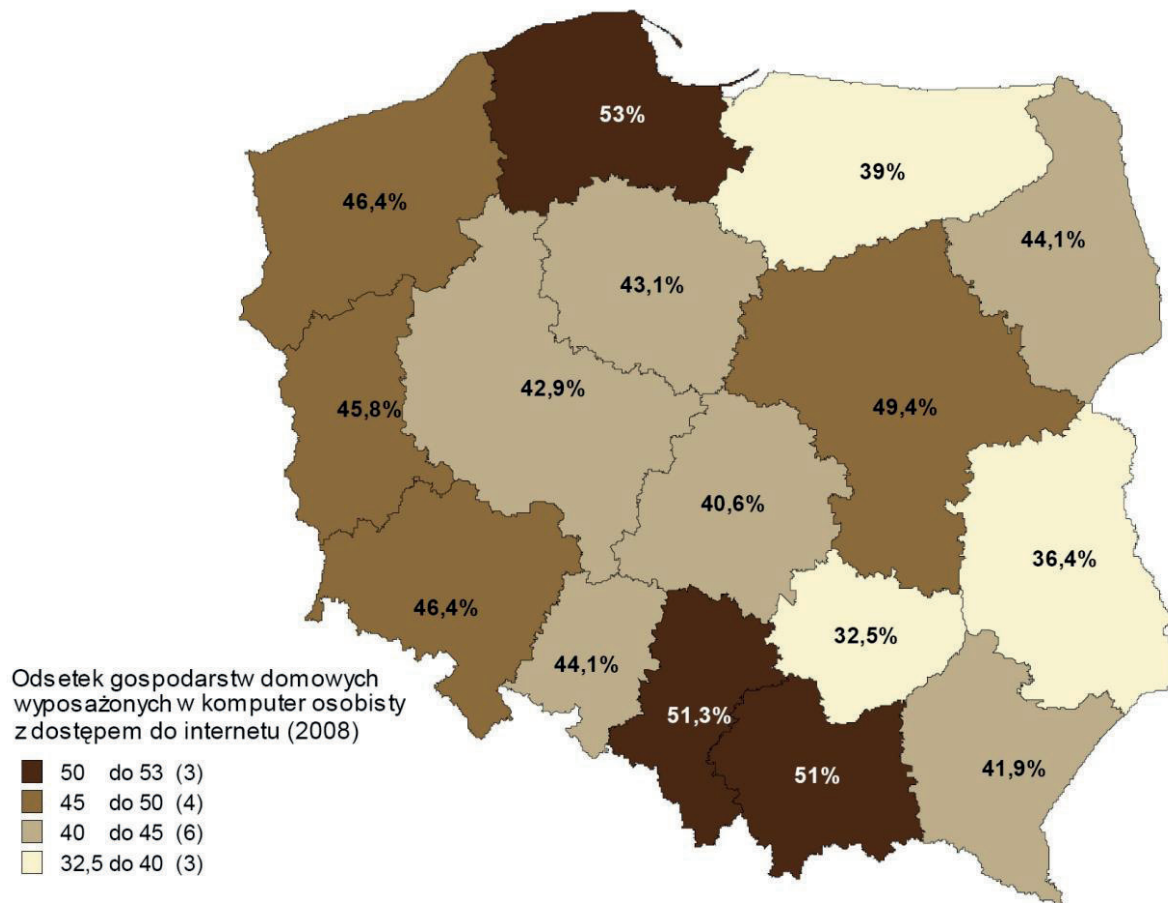 53%
46,4%
39%
44,1%
43,1%
42,9%
45,8%
49,4%
40,6%
36,4%
46,4%
32,5%
44,1%
51,3%
51%
41,9%
Odsetek gospodarstw domowych
wyposażonych w komputer osobisty
z dostępem do internetu (2008)
50 do 53 (3)
45 do 50 (4)
40 do 45 (6)
32,5 do 40 (3)